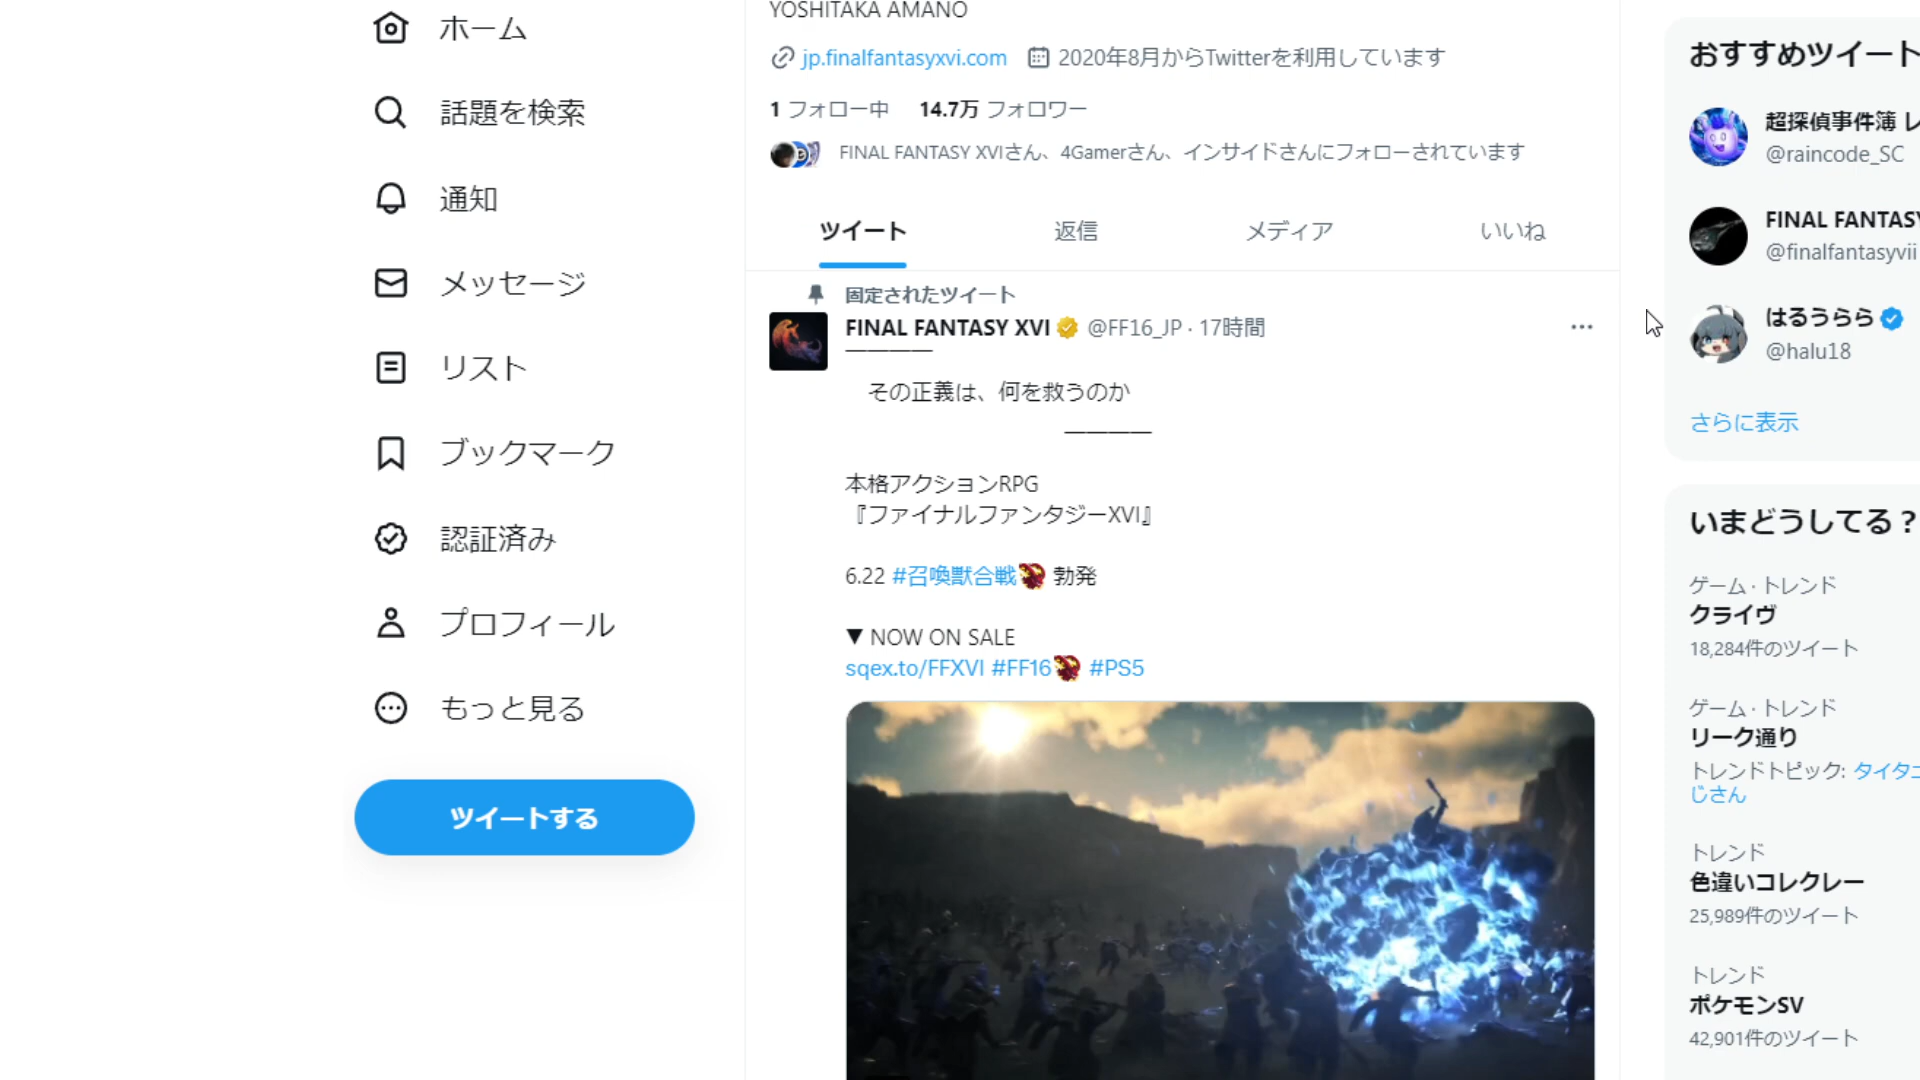 ホーム
話題を検索
通知
メッセージ
リスト
ブックマーク
認証済み
プロフィール
もっと見る
ツイートする
YOSHITAKA AMANO
jp.finalfantasyxvi.com 2020年8月からTwitterを利用しています
1 フォロー中 14.7万 フォロワー
FINAL FANTASY XVIさん、4Gamerさん、インサイドさんにフォローされています
ツイート 返信 メディア いいね
固定されたツイート
FINAL FANTASY XVI @FF16_JP · 17時間
――――
その正義は、何を救うのか
――――
本格アクションRPG
『ファイナルファンタジーXVI』
6.22 #召喚獣合戦 勃発
▼ NOW ON SALE
sqex.to/FFXVI #FF16 #PS5
おすすめツイート
超探偵事件簿 レ
@raincode_SC
FINAL FANTASY
@finalfantasyvii
はるうらら
@halu18
さらに表示
いまどうしてる？
ゲーム · トレンド
クライヴ
18,284件のツイート
ゲーム · トレンド
リーク通り
トレンドトピック: タイタニ
じさん
トレンド
色違いコレクレー
25,989件のツイート
トレンド
ポケモンSV
42,901件のツイート